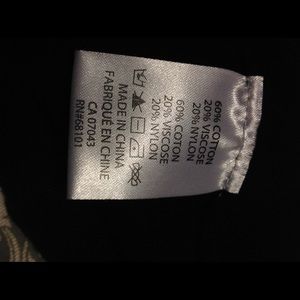 60% COTTON
20% VISCOSE
20% NYLON
60% COTON
20% VISCOSE
20% NYLON
MADE IN CHINA
FABRIQUÉ EN CHINE
CA 07043
RN#68101